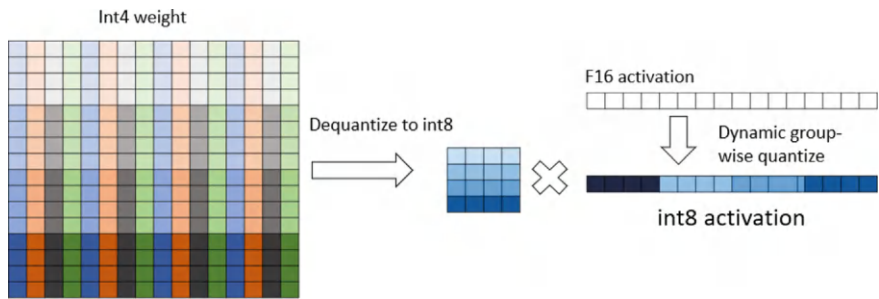 Int4 weight
F16 activation
Dequantize to int8
Dynamic group-
wise quantize
int8 activation